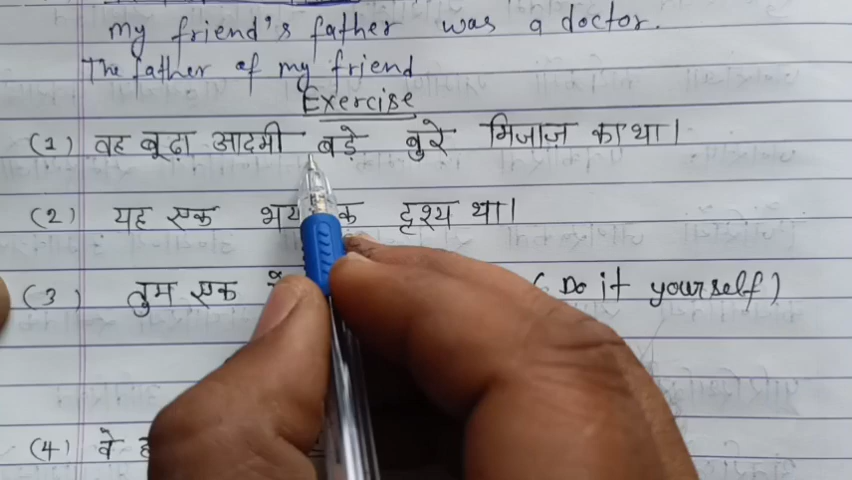 my friend's father was a doctor.
The father of my friend
Exercise
(1) वह बूढ़ा आदमी बड़े बुरे मिजाज़ का था।
(2) यह एक दृश्य था।
(3) तुम एक (Do it yourself)
(4) वे